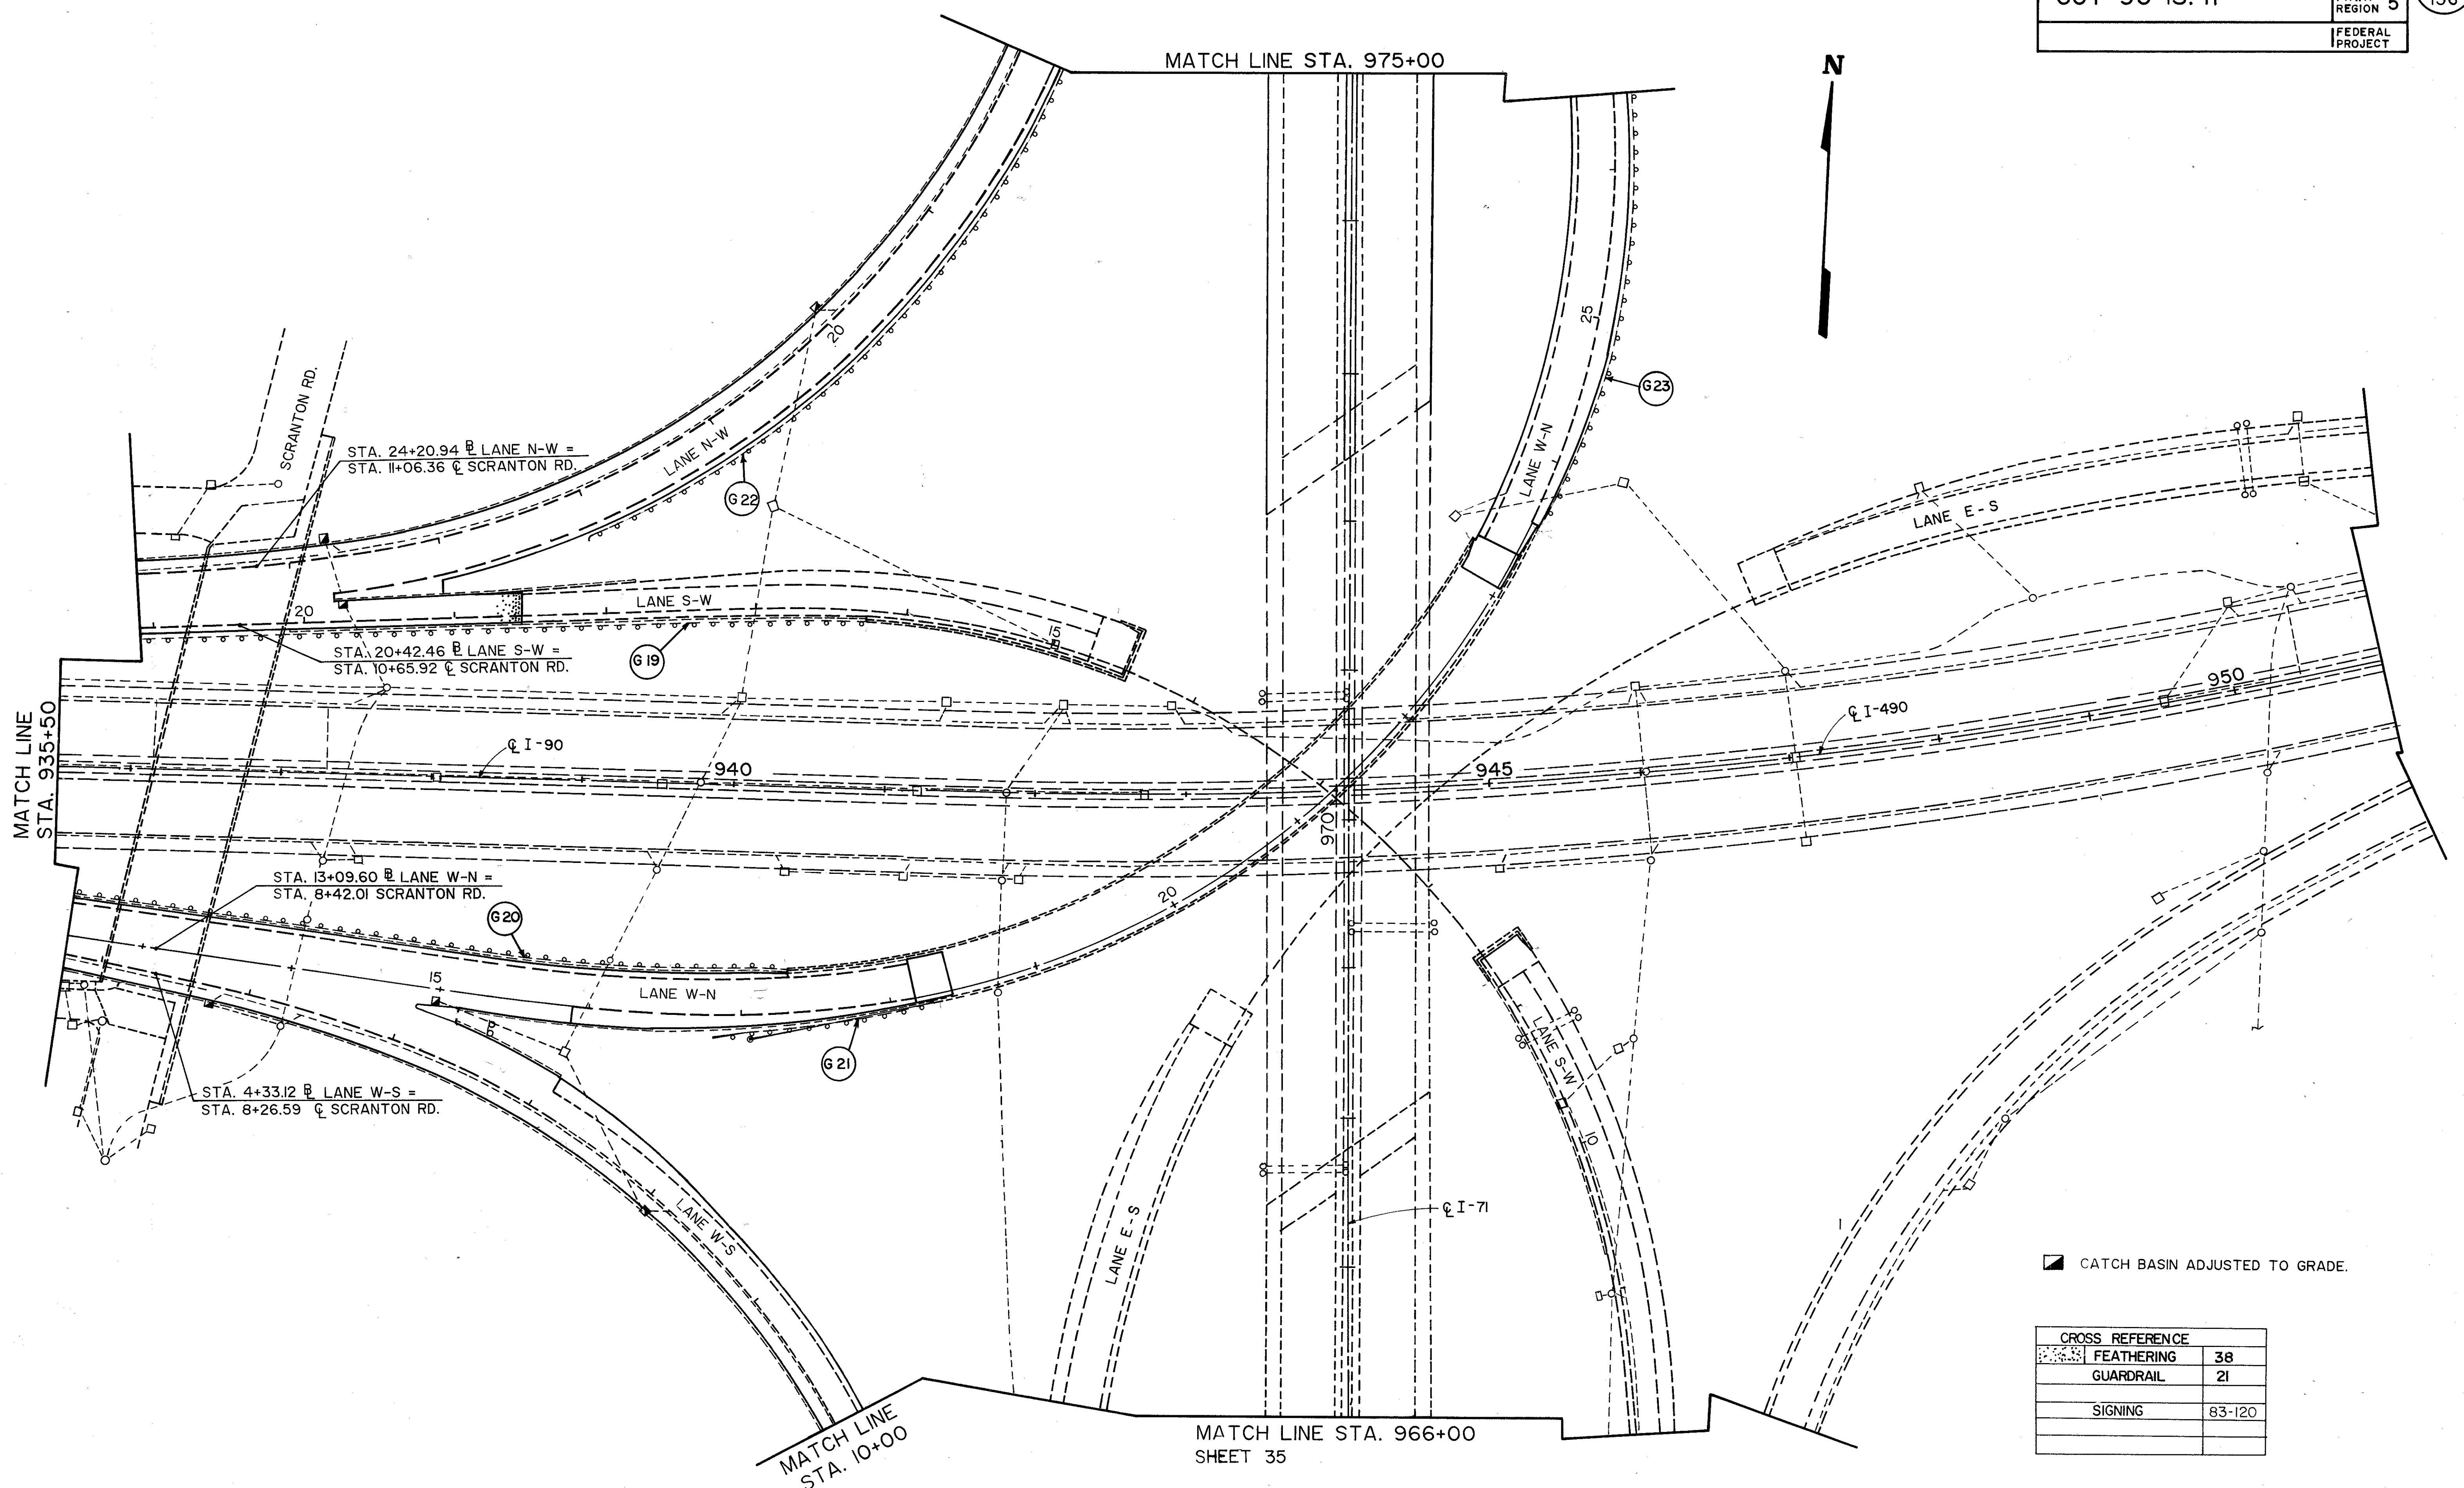 REGION 5
FEDERAL
PROJECT
MATCH LINE STA. 975+00
N
SCRANTON RD.
STA. 24+20.94 B LANE N-W =
STA. 11+06.36 ℄ SCRANTON RD.
LANE N-W
20
G22
LANE W-N
25
G23
LANE E-S
20
LANE S-W
15
STA. 20+42.46 B LANE S-W =
STA. 10+65.92 ℄ SCRANTON RD.
G19
MATCH LINE
STA. 935+50
℄ I-90
940
945
℄ I-490
950
970
STA. 13+09.60 B LANE W-N =
STA. 8+42.01 SCRANTON RD.
G20
20
15
LANE W-N
G21
STA. 4+33.12 B LANE W-S =
STA. 8+26.59 ℄ SCRANTON RD.
LANE W-S
LANE E-S
LANE S-W
10
℄ I-71
CATCH BASIN ADJUSTED TO GRADE.
CROSS REFERENCE
FEATHERING 38
GUARDRAIL 21
SIGNING 83-120
MATCH LINE
STA. 10+00
MATCH LINE STA. 966+00
SHEET 35